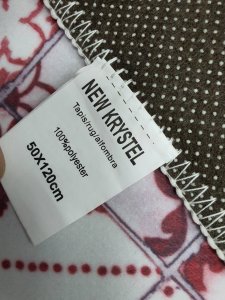 NEW KRYSTEL
Tapis/rug/alfombra
100%polyester
50X120cm